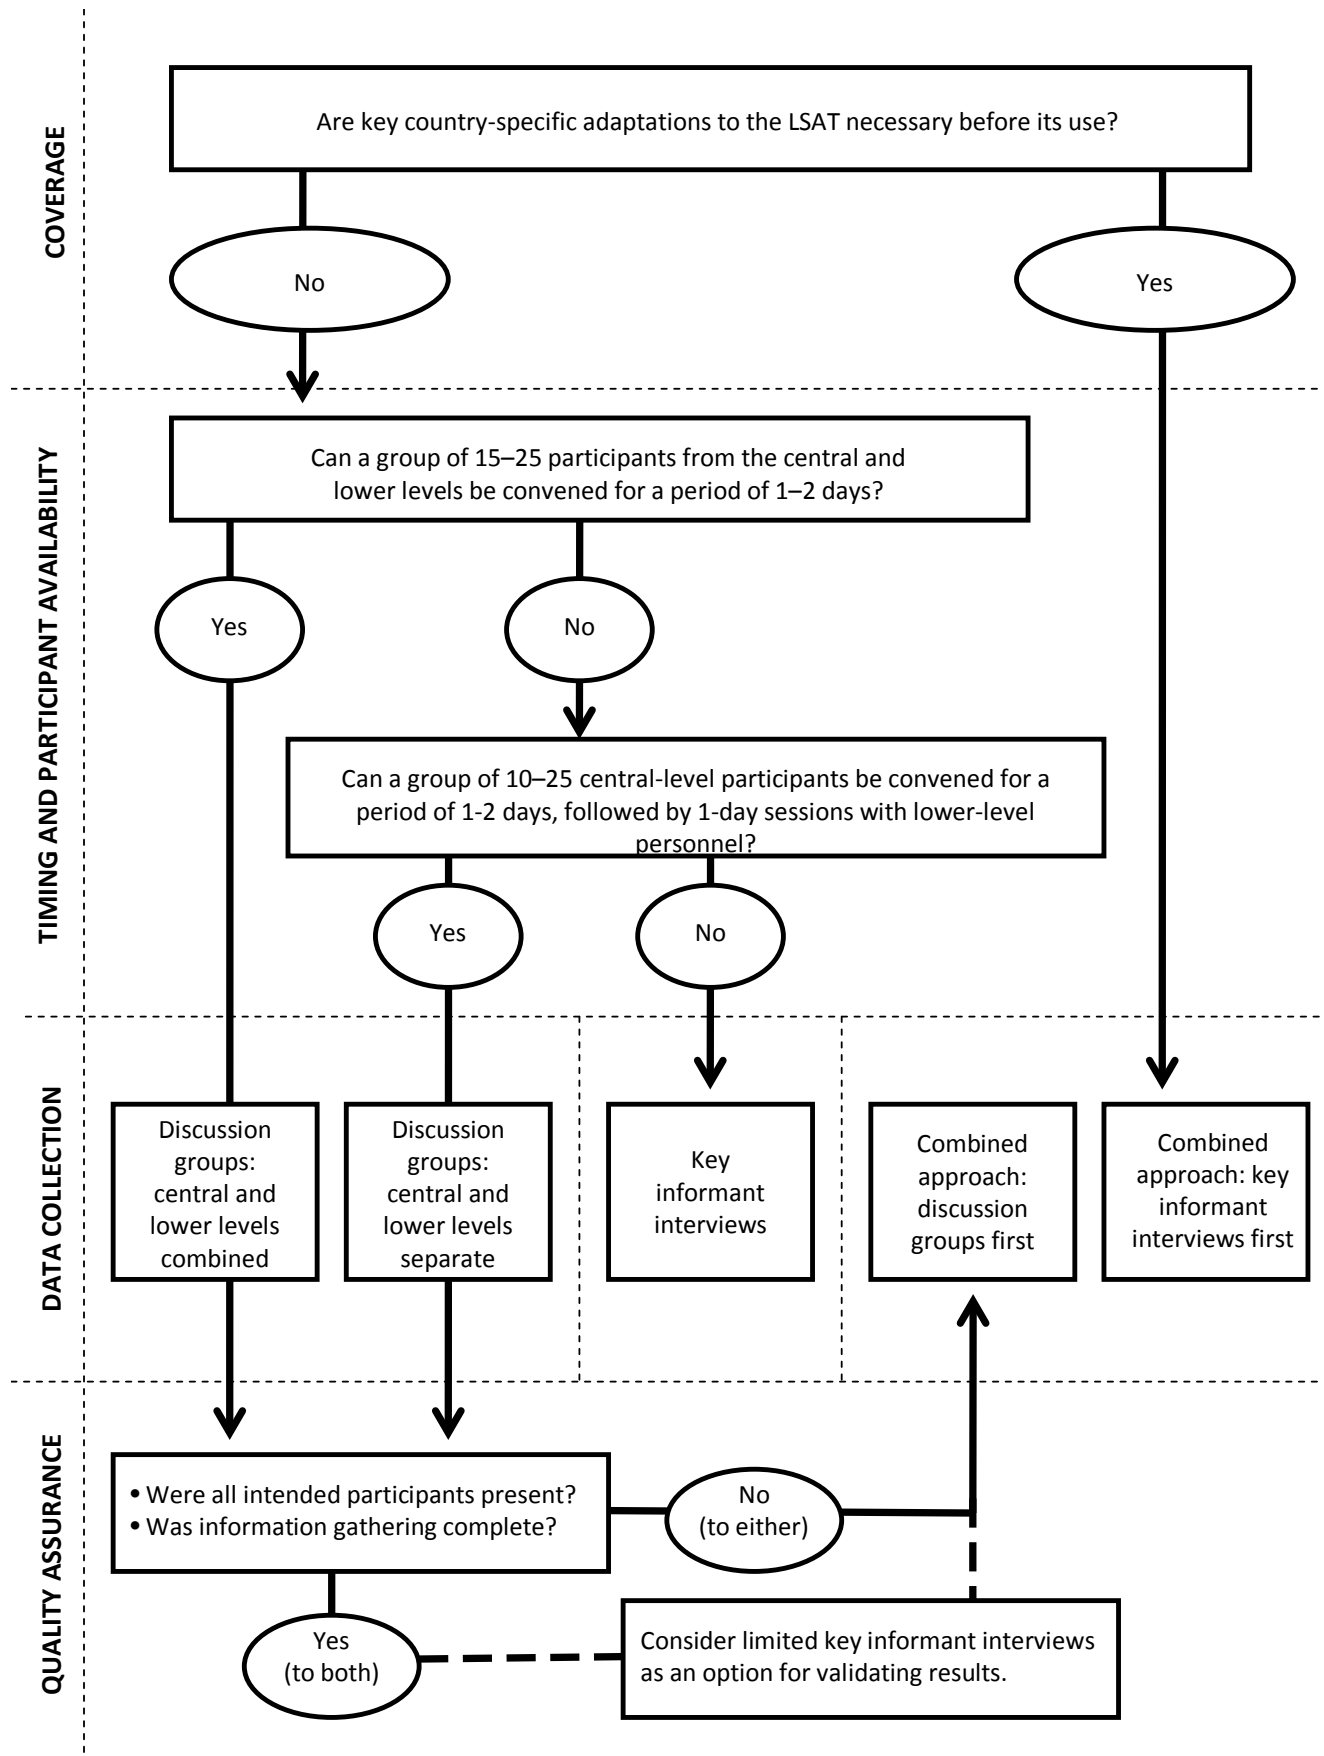 COVERAGE
Are key country-specific adaptations to the LSAT necessary before its use?
No
Yes
TIMING AND PARTICIPANT AVAILABILITY
Can a group of 15–25 participants from the central and
lower levels be convened for a period of 1–2 days?
Yes
No
Can a group of 10–25 central-level participants be convened for a
period of 1-2 days, followed by 1-day sessions with lower-level
personnel?
Yes
No
DATA COLLECTION
Discussion
groups:
central and
lower levels
combined
Discussion
groups:
central and
lower levels
separate
Key
informant
interviews
Combined
approach:
discussion
groups first
Combined
approach: key
informant
interviews first
QUALITY ASSURANCE
• Were all intended participants present?
• Was information gathering complete?
No
(to either)
Yes
(to both)
Consider limited key informant interviews
as an option for validating results.